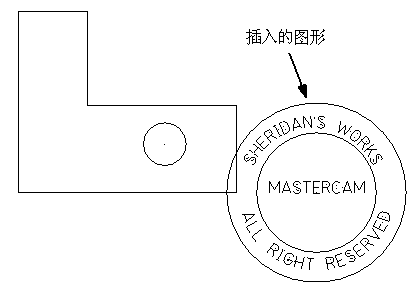 插入的图形
SHERIDAN'S WORKS
MASTERCAM
ALL RIGHT RESERVED